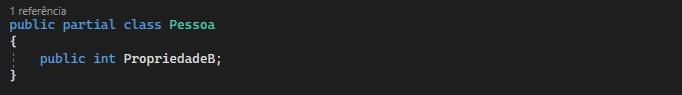 1 referência
public partial class Pessoa
{
    public int PropriedadeB;
}